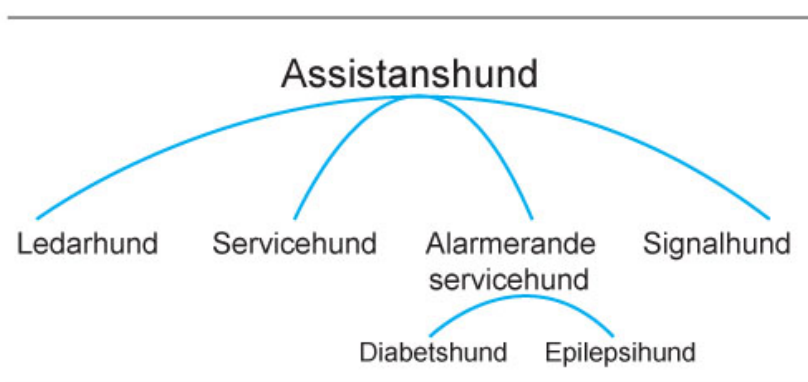 Assistanshund
Ledarhund
Servicehund
Alarmerande
servicehund
Signalhund
Diabetshund
Epilepsihund